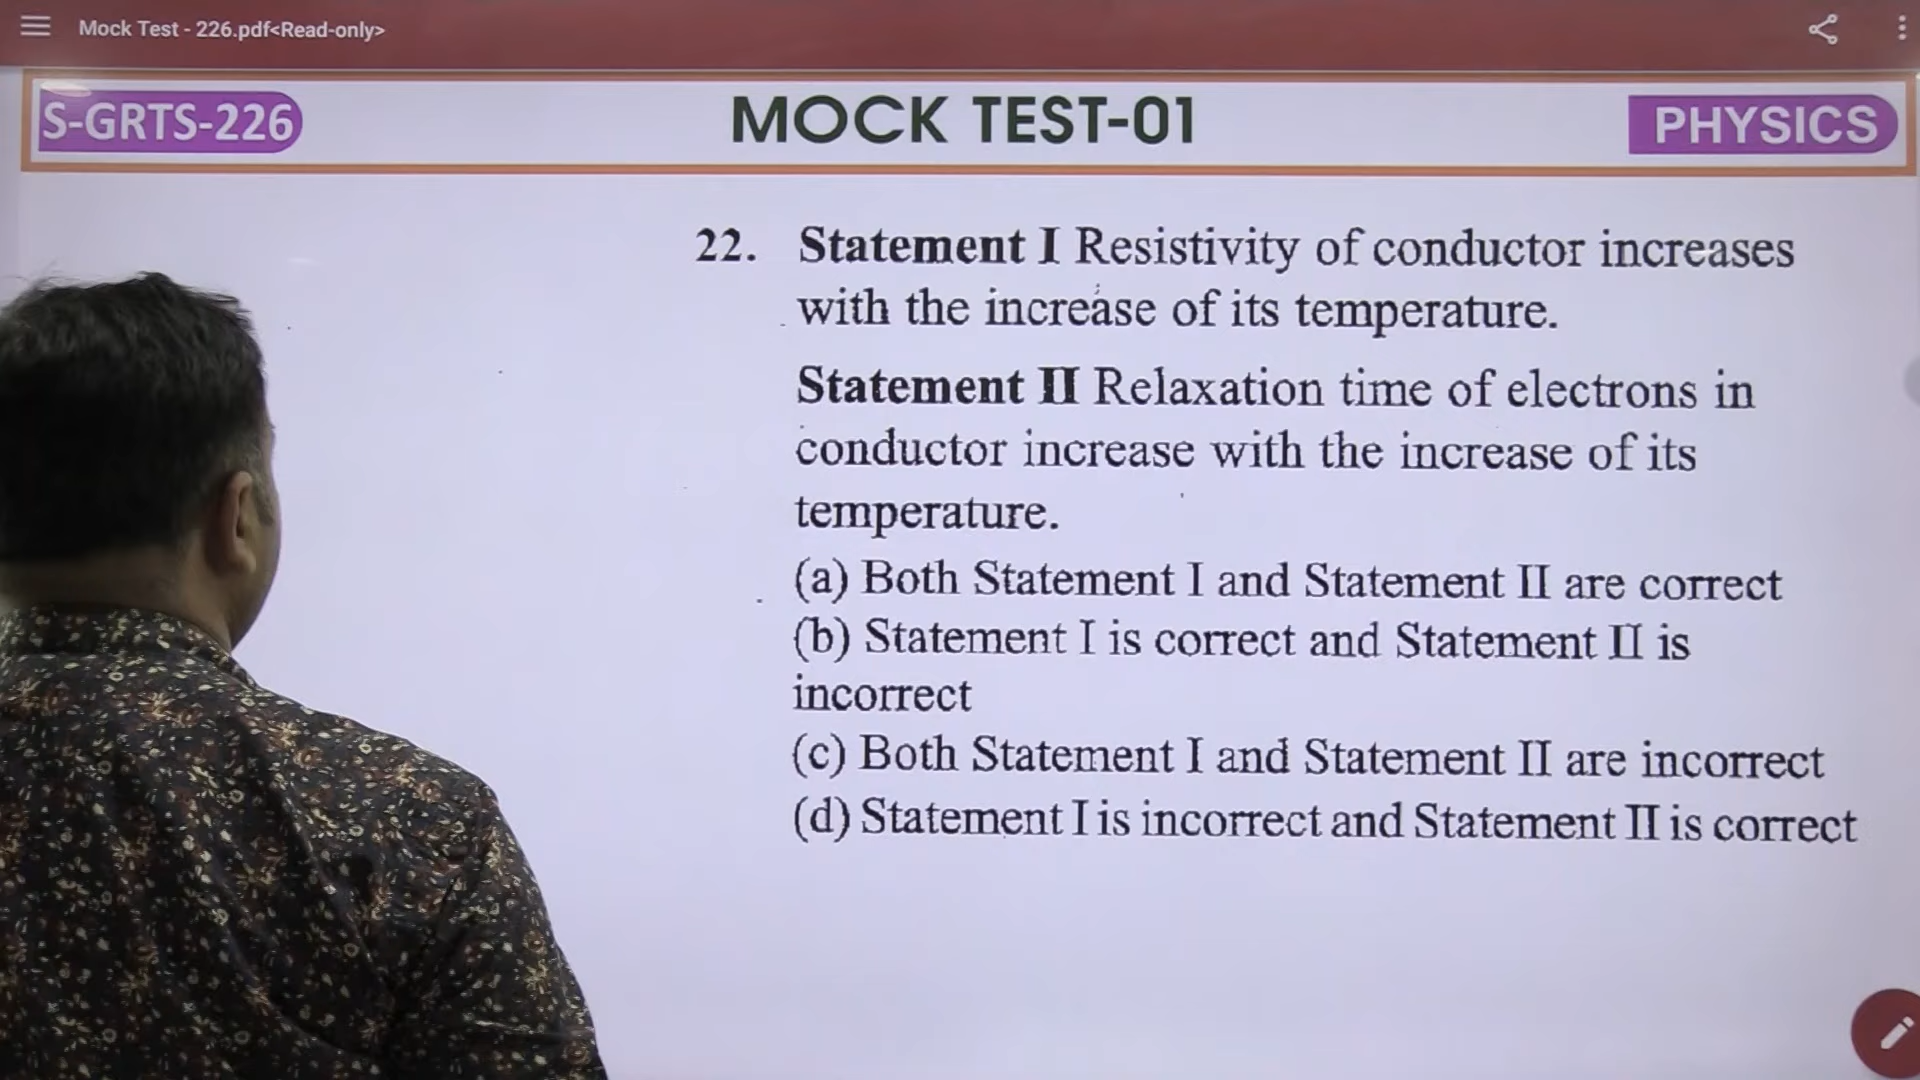 Mock Test - 226.pdf<Read-only>
S-GRTS-226
MOCK TEST-01
PHYSICS
22. Statement I Resistivity of conductor increases
with the increase of its temperature.
Statement II Relaxation time of electrons in
conductor increase with the increase of its
temperature.
(a) Both Statement I and Statement II are correct
(b) Statement I is correct and Statement II is
incorrect
(c) Both Statement I and Statement II are incorrect
(d) Statement I is incorrect and Statement II is correct